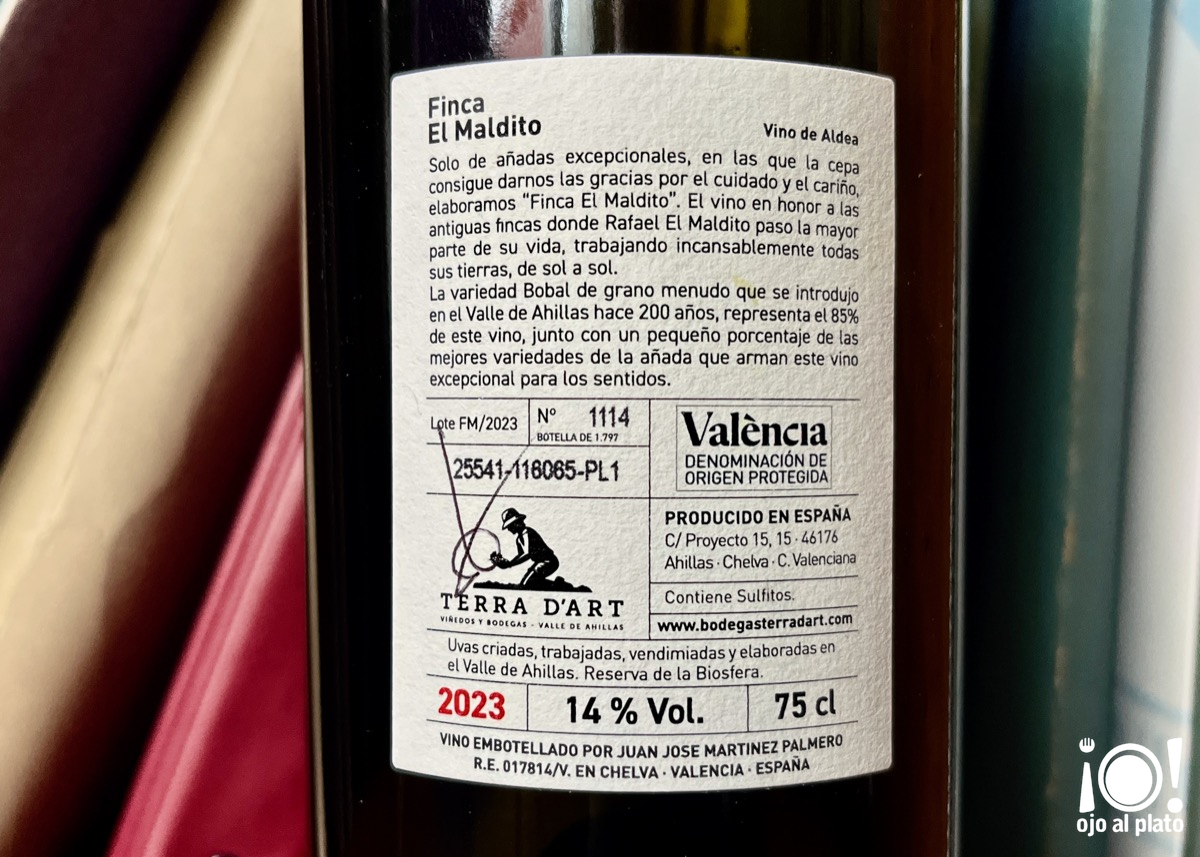 Finca
El Maldito
Vino de Aldea
Solo de añadas excepcionales, en las que la cepa
consigue darnos las gracias por el cuidado y el cariño,
elaboramos “Finca El Maldito”. El vino en honor a las
antiguas fincas donde Rafael El Maldito paso la mayor
parte de su vida, trabajando incansablemente todas
sus tierras, de sol a sol.
La variedad Bobal de grano menudo que se introdujo
en el Valle de Ahillas hace 200 años, representa el 85%
de este vino, junto con un pequeño porcentaje de las
mejores variedades de la añada que arman este vino
excepcional para los sentidos.
Lote FM/2023
Nº 1114
BOTELLA DE 1.797
25541-116065-PL1
València
DENOMINACIÓN DE
ORIGEN PROTEGIDA
TERRA D'ART
VIÑEDOS Y BODEGAS - VALLE DE AHILLAS
PRODUCIDO EN ESPAÑA
C/ Proyecto 15, 15 · 46176
Ahillas · Chelva · C. Valenciana
Contiene Sulfitos.
www.bodegasterradart.com
Uvas criadas, trabajadas, vendimiadas y elaboradas en
el Valle de Ahillas. Reserva de la Biosfera.
2023
14 % Vol.
75 cl
VINO EMBOTELLADO POR JUAN JOSE MARTINEZ PALMERO
R.E. 017814/V. EN CHELVA · VALENCIA · ESPAÑA
¡O!
ojo al plato